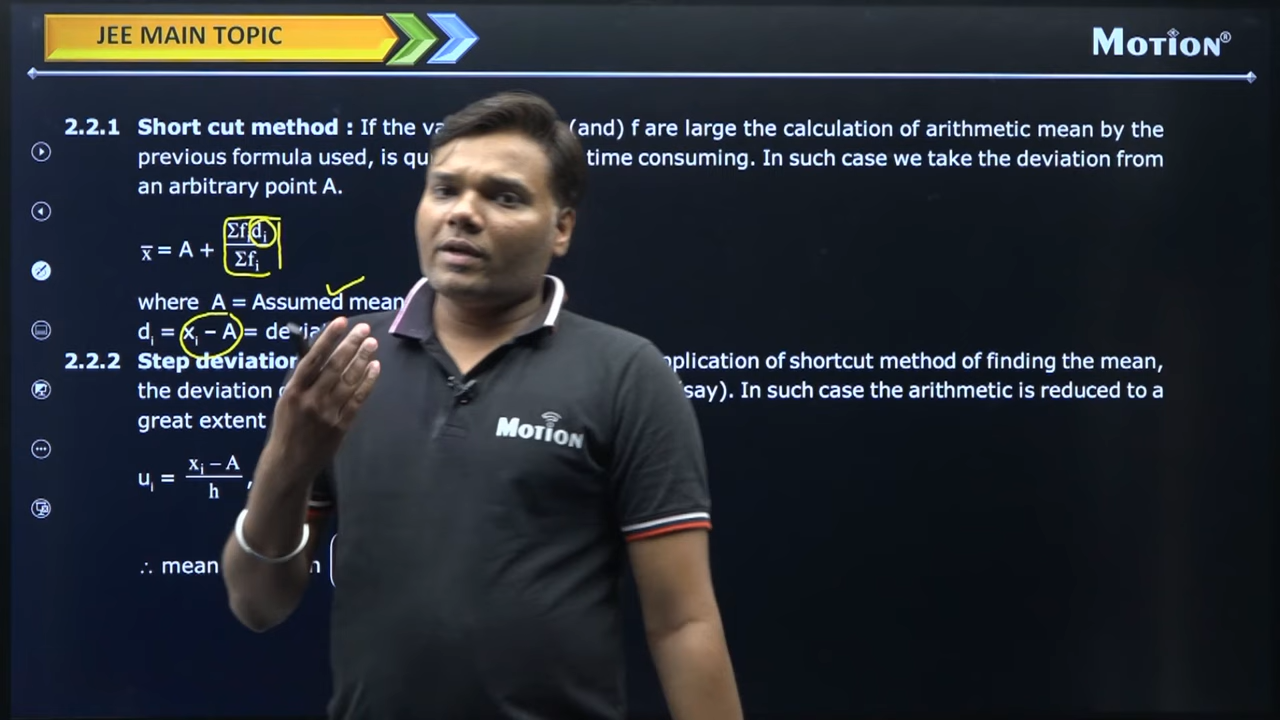 JEE MAIN TOPIC
MOTION®
2.2.1 Short cut method : If the (and) f are large the calculation of arithmetic mean by the
previous formula used, is time consuming. In such case we take the deviation from
an arbitrary point A.
x̅ = A + Σfᵢdᵢ / Σfᵢ
where A = Assumed mean
dᵢ = xᵢ – A =
2.2.2 Step deviation of shortcut method of finding the mean,
the deviation say). In such case the arithmetic is reduced to a
great extent
uᵢ = xᵢ – A / h,
∴ mean
MOTION